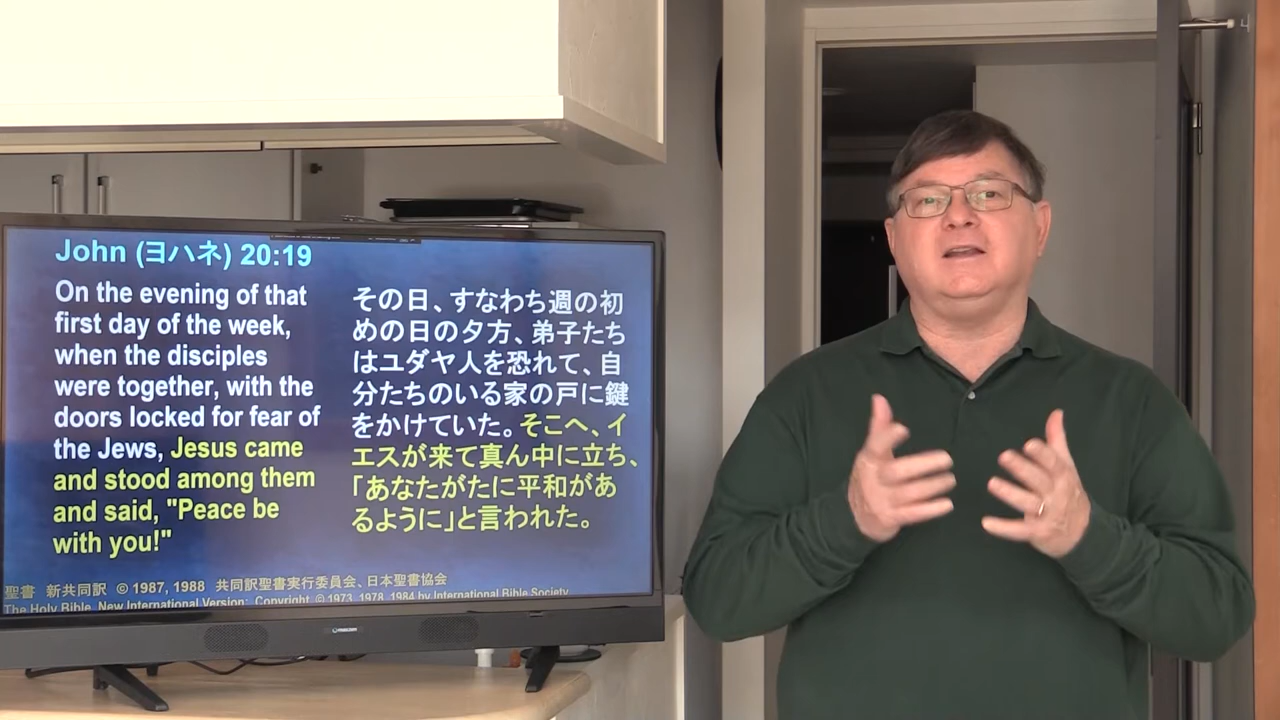 John (ヨハネ) 20:19
On the evening of that
first day of the week,
when the disciples
were together, with the
doors locked for fear of
the Jews, Jesus came
and stood among them
and said, "Peace be
with you!"
その日、すなわち週の初
めの日の夕方、弟子たち
はユダヤ人を恐れて、自
分たちのいる家の戸に鍵
をかけていた。そこへ、イ
エスが来て真ん中に立ち、
「あなたがたに平和があ
るように」と言われた。
聖書 新共同訳 © 1987, 1988 共同訳聖書実行委員会、日本聖書協会
The Holy Bible, New International Version; Copyright, © 1973, 1978, 1984 by International Bible Society